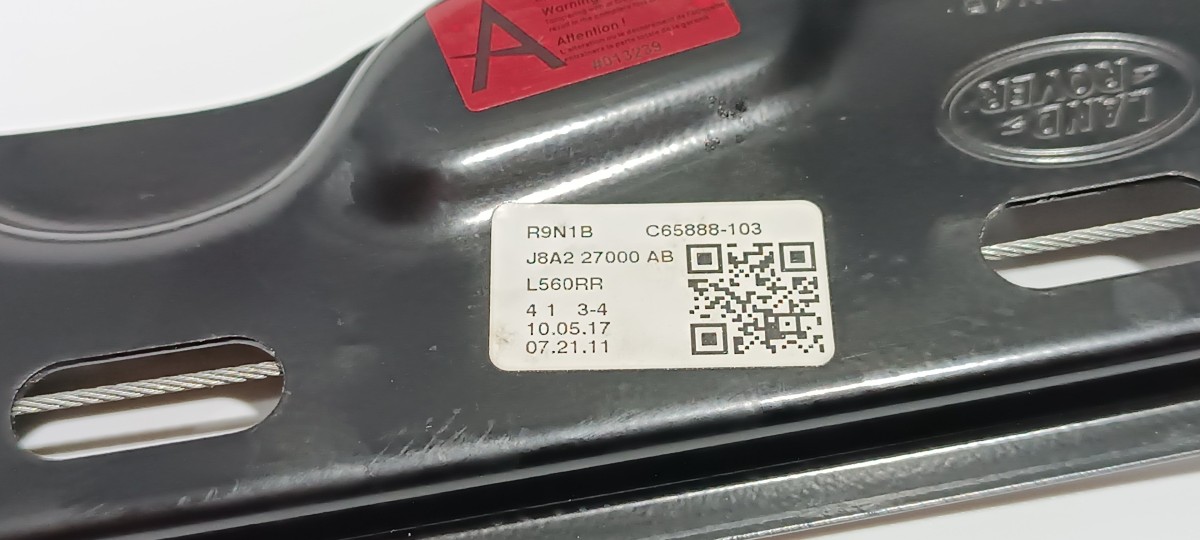 A
Warning
Attention !
#013239
LAND
ROVER
R9N1B C65888-103
J8A2 27000 AB
L560RR
4 1 3-4
10.05.17
07.21.11